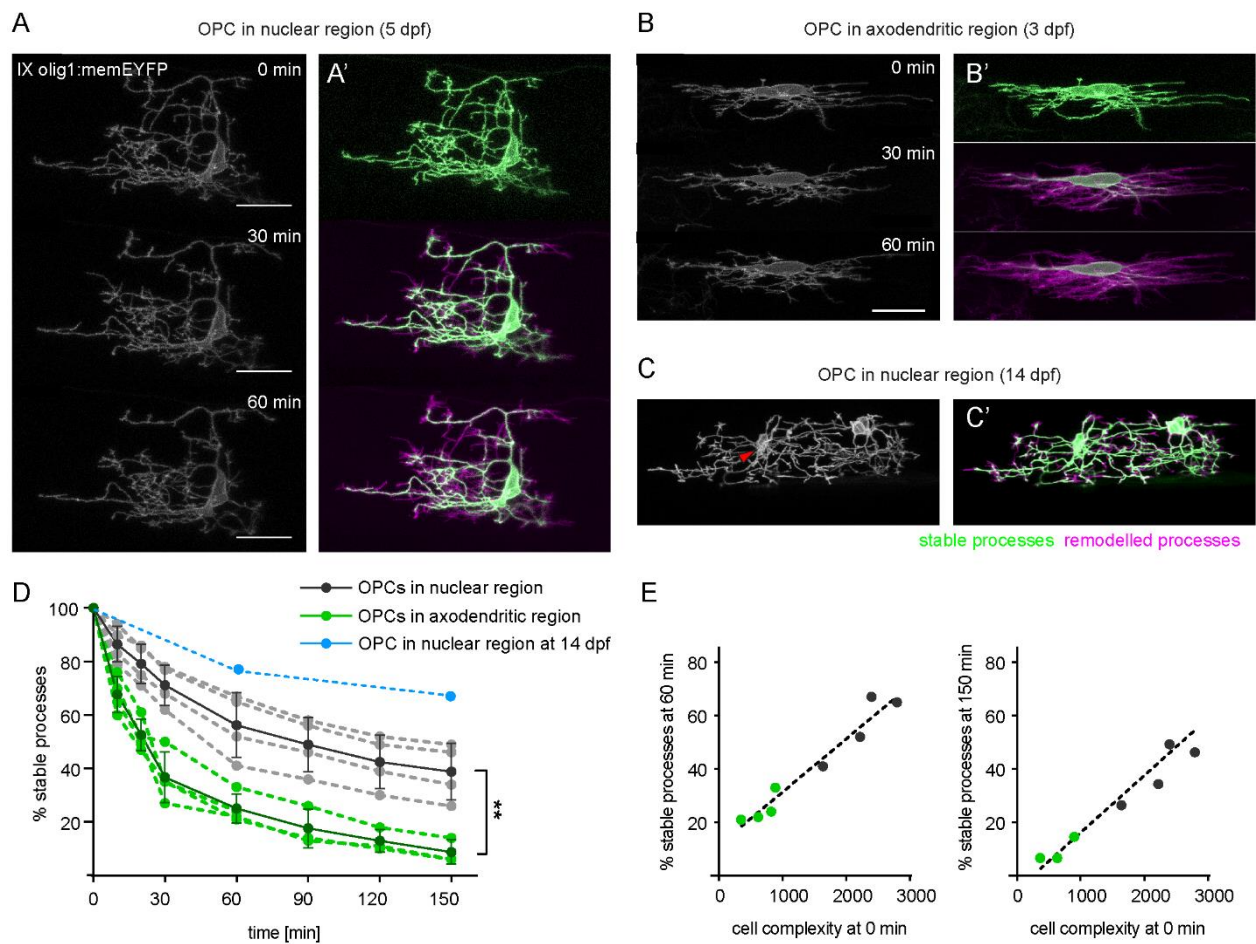 A
OPC in nuclear region (5 dpf)
IX olig1:memEYFP
0 min
A'
30 min
60 min
B
OPC in axodendritic region (3 dpf)
0 min
B'
30 min
60 min
C
OPC in nuclear region (14 dpf)
C'
stable processes remodelled processes
D
OPCs in nuclear region
OPCs in axodendritic region
OPC in nuclear region at 14 dpf
% stable processes
100
80
60
40
20
**
0 30 60 90 120 150
time [min]
E
% stable processes at 60 min
80
60
40
20
0 1000 2000 3000
cell complexity at 0 min
% stable processes at 150 min
80
60
40
20
0 1000 2000 3000
cell complexity at 0 min